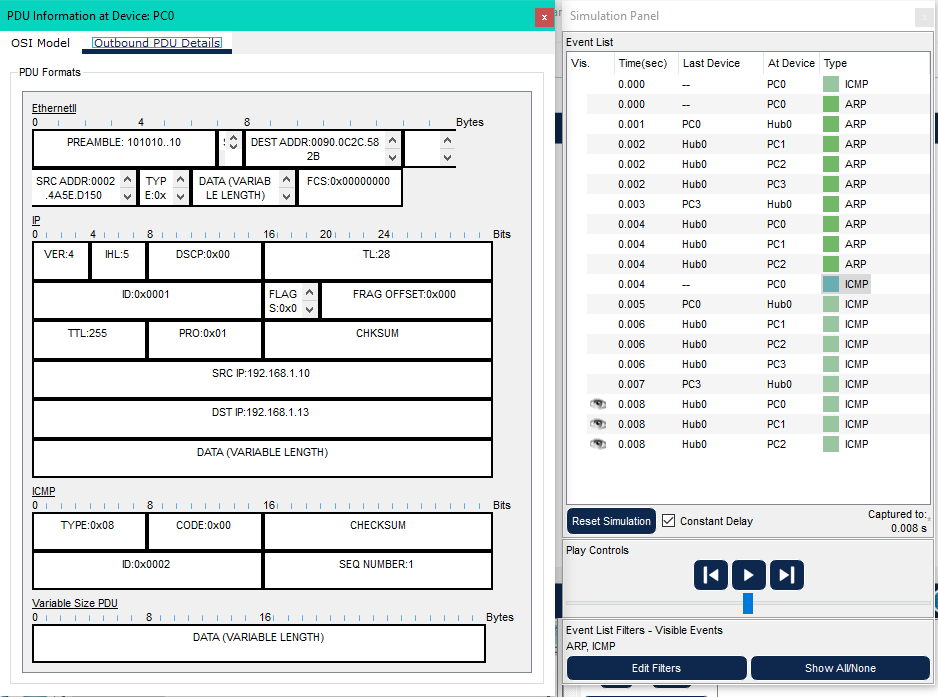 PDU Information at Device: PC0
OSI Model Outbound PDU Details
PDU Formats
EthernetII
0 4 8 Bytes
PREAMBLE: 101010..10
DEST ADDR:0090.0C2C.58
2B
SRC ADDR:0002
.4A5E.D150
TYP
E:0x
DATA (VARIAB
LE LENGTH)
FCS:0x00000000
IP
0 4 8 16 20 24 Bits
VER:4 IHL:5 DSCP:0x00 TL:28
ID:0x0001
FLAG
S:0x0
FRAG OFFSET:0x000
TTL:255 PRO:0x01 CHKSUM
SRC IP:192.168.1.10
DST IP:192.168.1.13
DATA (VARIABLE LENGTH)
ICMP
0 8 16 Bits
TYPE:0x08 CODE:0x00 CHECKSUM
ID:0x0002 SEQ NUMBER:1
Variable Size PDU
0 8 16 Bytes
DATA (VARIABLE LENGTH)
Simulation Panel
Event List
Vis. Time(sec) Last Device At Device Type
0.000 -- PC0 ICMP
0.000 -- PC0 ARP
0.001 PC0 Hub0 ARP
0.002 Hub0 PC1 ARP
0.002 Hub0 PC2 ARP
0.002 Hub0 PC3 ARP
0.003 PC3 Hub0 ARP
0.004 Hub0 PC0 ARP
0.004 Hub0 PC1 ARP
0.004 Hub0 PC2 ARP
0.004 -- PC0 ICMP
0.005 PC0 Hub0 ICMP
0.006 Hub0 PC1 ICMP
0.006 Hub0 PC2 ICMP
0.006 Hub0 PC3 ICMP
0.007 PC3 Hub0 ICMP
0.008 Hub0 PC0 ICMP
0.008 Hub0 PC1 ICMP
0.008 Hub0 PC2 ICMP
Reset Simulation Constant Delay
Captured to:
0.008 s
Play Controls
Event List Filters - Visible Events
ARP, ICMP
Edit Filters Show All/None